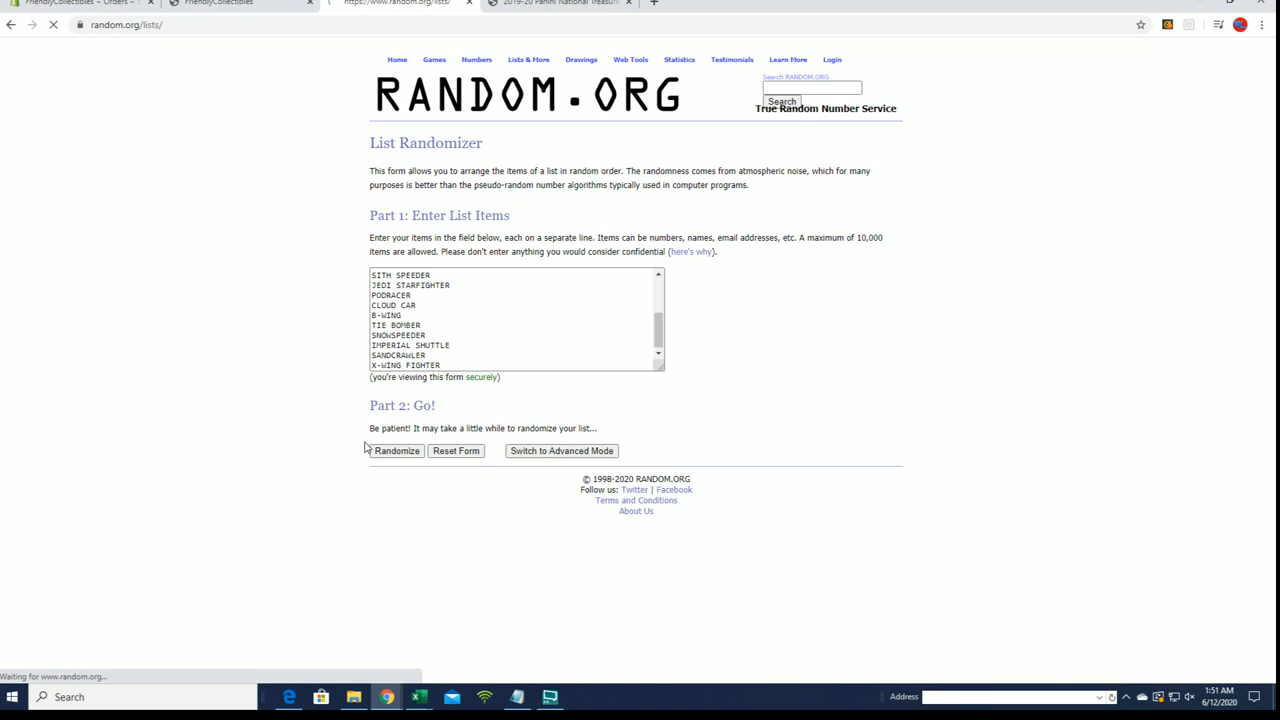 FriendlyCollectibles ~ Orders ~ S
FriendlyCollectibles
https://www.random.org/lists/
2019-20 Panini National Treasur
random.org/lists/
Home Games Numbers Lists & More Drawings Web Tools Statistics Testimonials Learn More Login
RANDOM.ORG
Search RANDOM.ORG
Search
True Random Number Service
List Randomizer
This form allows you to arrange the items of a list in random order. The randomness comes from atmospheric noise, which for many
purposes is better than the pseudo-random number algorithms typically used in computer programs.
Part 1: Enter List Items
Enter your items in the field below, each on a separate line. Items can be numbers, names, email addresses, etc. A maximum of 10,000
items are allowed. Please don't enter anything you would consider confidential (here's why).
SITH SPEEDER
JEDI STARFIGHTER
PODRACER
CLOUD CAR
B-WING
TIE BOMBER
SNOWSPEEDER
IMPERIAL SHUTTLE
SANDCRAWLER
X-WING FIGHTER
(you're viewing this form securely)
Part 2: Go!
Be patient! It may take a little while to randomize your list...
Randomize Reset Form Switch to Advanced Mode
© 1998-2020 RANDOM.ORG
Follow us: Twitter | Facebook
Terms and Conditions
About Us
Waiting for www.random.org...
Search
Address
1:51 AM
6/12/2020